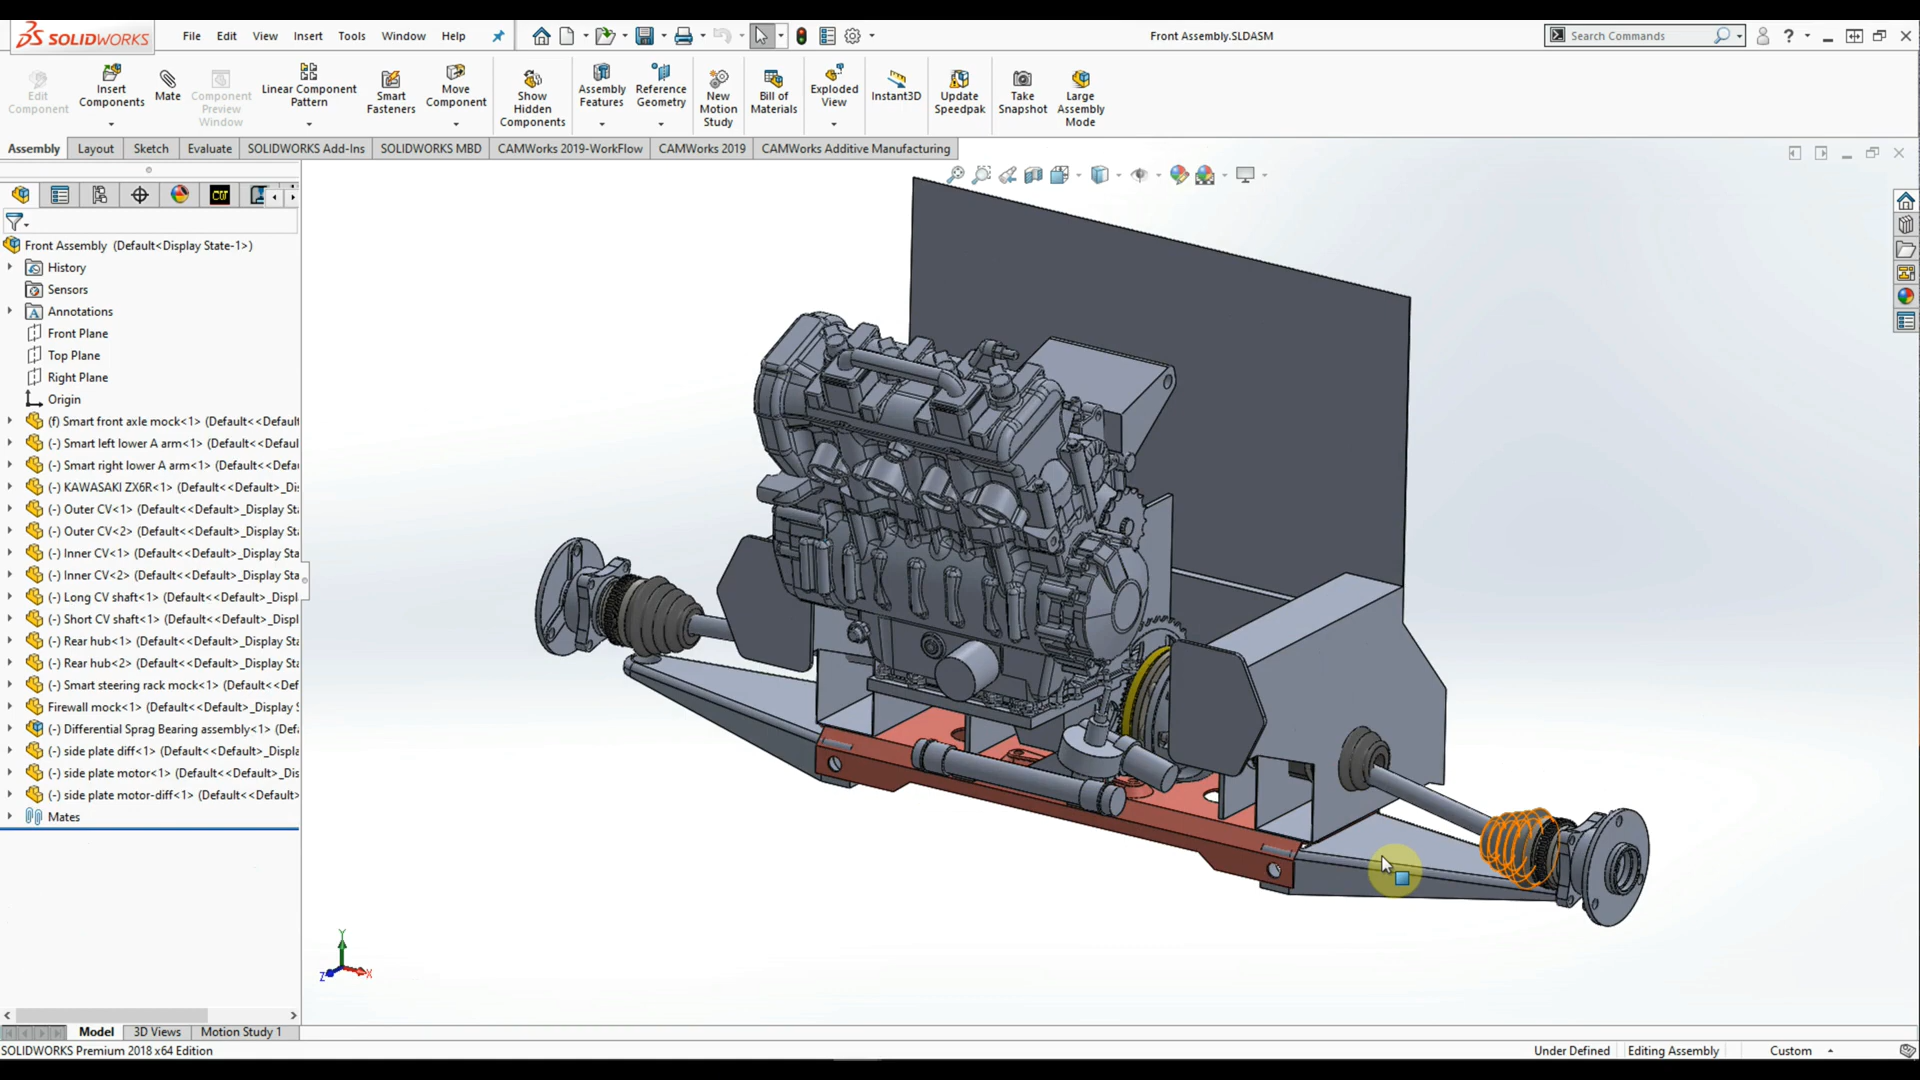 SOLIDWORKS File Edit View Insert Tools Window Help Front Assembly.SLDASM Search Commands ?
Edit Component
Insert Components
Mate
Component Preview Window
Linear Component Pattern
Smart Fasteners
Move Component
Show Hidden Components
Assembly Features
Reference Geometry
New Motion Study
Bill of Materials
Exploded View
Instant3D
Update Speedpak
Take Snapshot
Large Assembly Mode
Assembly Layout Sketch Evaluate SOLIDWORKS Add-Ins SOLIDWORKS MBD CAMWorks 2019-WorkFlow CAMWorks 2019 CAMWorks Additive Manufacturing
CW
Front Assembly (Default<Display State-1>)
History
Sensors
A Annotations
Front Plane
Top Plane
Right Plane
Origin
(f) Smart front axle mock<1> (Default<<Default
(-) Smart left lower A arm<1> (Default<<Defaul
(-) Smart right lower A arm<1> (Default<<Defa
(-) KAWASAKI ZX6R<1> (Default<<Default>_Di
(-) Outer CV<1> (Default<<Default>_Display Sta
(-) Outer CV<2> (Default<<Default>_Display Sta
(-) Inner CV<1> (Default<<Default>_Display Sta
(-) Inner CV<2> (Default<<Default>_Display Sta
(-) Long CV shaft<1> (Default<<Default>_Displ
(-) Short CV shaft<1> (Default<<Default>_Displ
(-) Rear hub<1> (Default<<Default>_Display Sta
(-) Rear hub<2> (Default<<Default>_Display Sta
(-) Smart steering rack mock<1> (Default<<Def
Firewall mock<1> (Default<<Default>_Display
(-) Differential Sprag Bearing assembly<1> (Def
(-) side plate diff<1> (Default<<Default>_Displa
(-) side plate motor<1> (Default<<Default>_Dis
(-) side plate motor-diff<1> (Default<<Default>
Mates
Y
Z X
Model 3D Views Motion Study 1
SOLIDWORKS Premium 2018 x64 Edition Under Defined Editing Assembly Custom